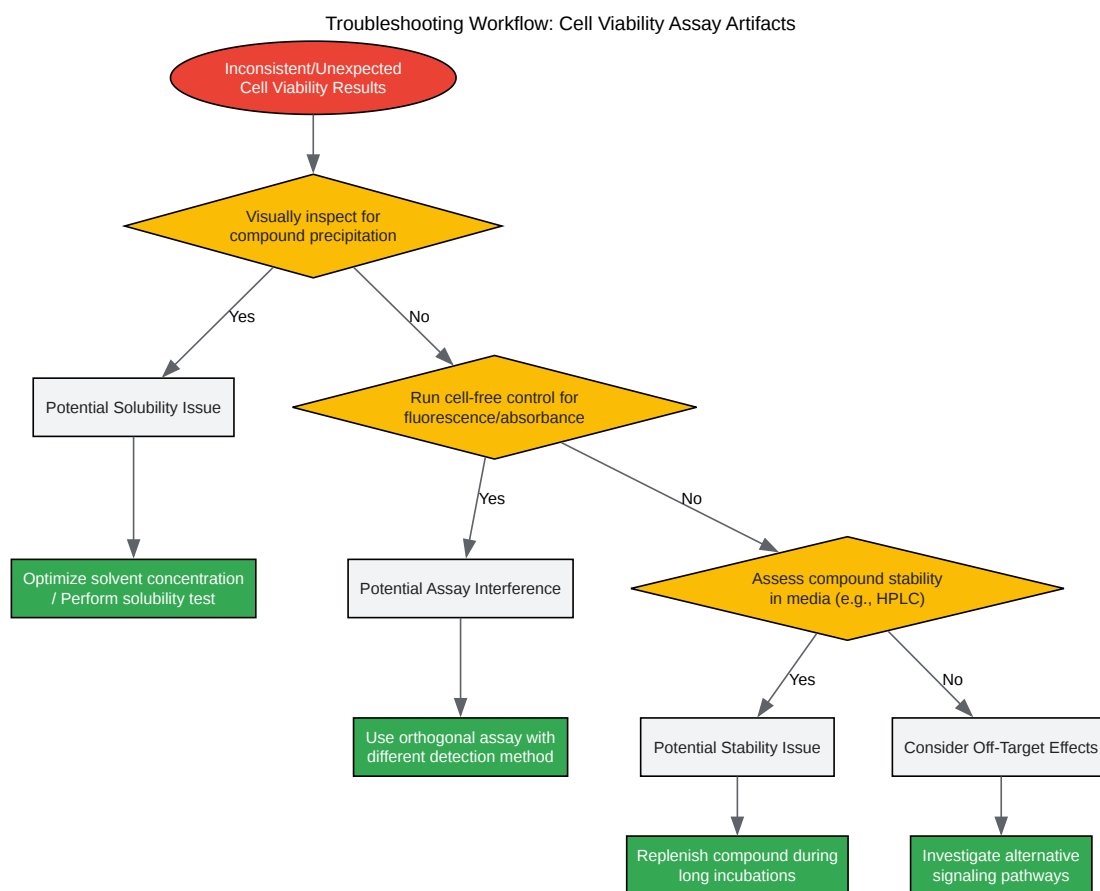 Troubleshooting Workflow: Cell Viability Assay Artifacts
Inconsistent/Unexpected
Cell Viability Results
Visually inspect for
compound precipitation
Yes
No
Potential Solubility Issue
Run cell-free control for
fluorescence/absorbance
Yes
No
Optimize solvent concentration
/ Perform solubility test
Potential Assay Interference
Assess compound stability
in media (e.g., HPLC)
Yes
No
Use orthogonal assay with
different detection method
Potential Stability Issue
Consider Off-Target Effects
Replenish compound during
long incubations
Investigate alternative
signaling pathways